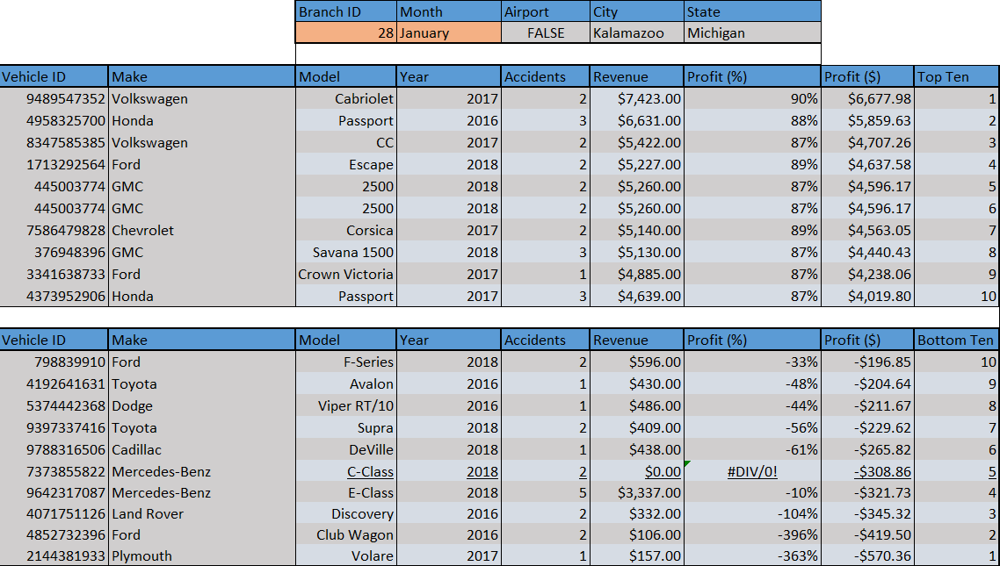 Branch ID Month Airport City State
28 January FALSE Kalamazoo Michigan
Vehicle ID Make Model Year Accidents Revenue Profit (%) Profit ($) Top Ten
9489547352 Volkswagen Cabriolet 2017 2 $7,423.00 90% $6,677.98 1
4958325700 Honda Passport 2016 3 $6,631.00 88% $5,859.63 2
8347585385 Volkswagen CC 2017 2 $5,422.00 87% $4,707.26 3
1713292564 Ford Escape 2018 2 $5,227.00 89% $4,637.58 4
445003774 GMC 2500 2018 2 $5,260.00 87% $4,596.17 5
445003774 GMC 2500 2018 2 $5,260.00 87% $4,596.17 6
7586479828 Chevrolet Corsica 2017 2 $5,140.00 89% $4,563.05 7
376948396 GMC Savana 1500 2018 3 $5,130.00 87% $4,440.43 8
3341638733 Ford Crown Victoria 2017 1 $4,885.00 87% $4,238.06 9
4373952906 Honda Passport 2017 3 $4,639.00 87% $4,019.80 10
Vehicle ID Make Model Year Accidents Revenue Profit (%) Profit ($) Bottom Ten
798839910 Ford F-Series 2018 2 $596.00 -33% -$196.85 10
4192641631 Toyota Avalon 2016 1 $430.00 -48% -$204.64 9
5374442368 Dodge Viper RT/10 2016 1 $486.00 -44% -$211.67 8
9397337416 Toyota Supra 2018 2 $409.00 -56% -$229.62 7
9788316506 Cadillac DeVille 2018 1 $438.00 -61% -$265.82 6
7373855822 Mercedes-Benz C-Class 2018 2 $0.00 #DIV/0! -$308.86 5
9642317087 Mercedes-Benz E-Class 2018 5 $3,337.00 -10% -$321.73 4
4071751126 Land Rover Discovery 2016 2 $332.00 -104% -$345.32 3
4852732396 Ford Club Wagon 2016 2 $106.00 -396% -$419.50 2
2144381933 Plymouth Volare 2017 1 $157.00 -363% -$570.36 1